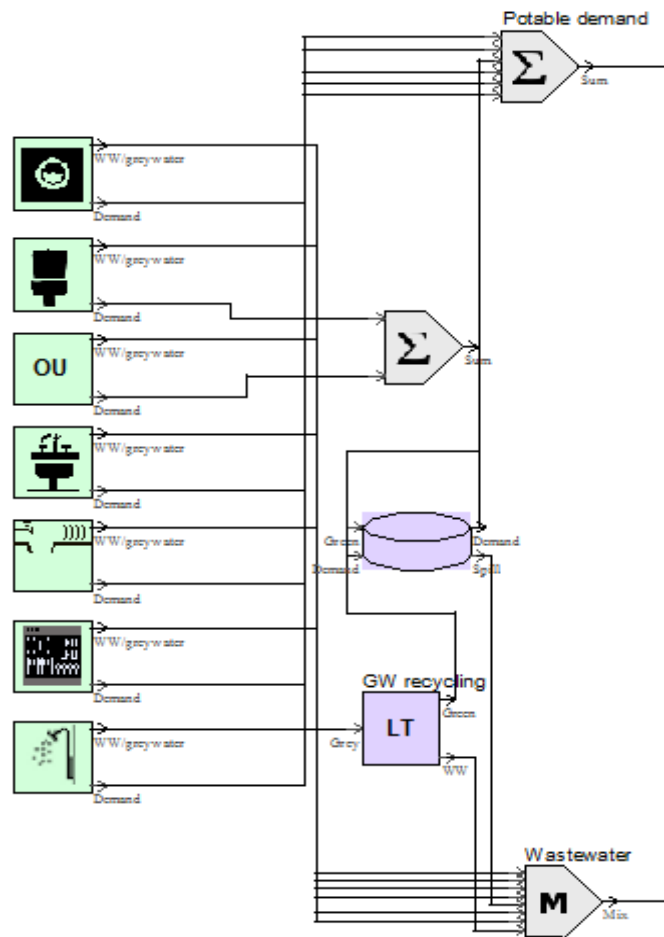 Potable demand
Σ
Sum
WW/greywater
Demand
WW/greywater
Demand
Σ
Sum
WW/greywater
OU
Demand
WW/greywater
Demand
WW/greywater
Green
Demand
Demand
Spill
Demand
WW/greywater
Demand
GW recycling
Green
WW/greywater
Grey
LT
WW
Demand
Wastewater
M
Mix